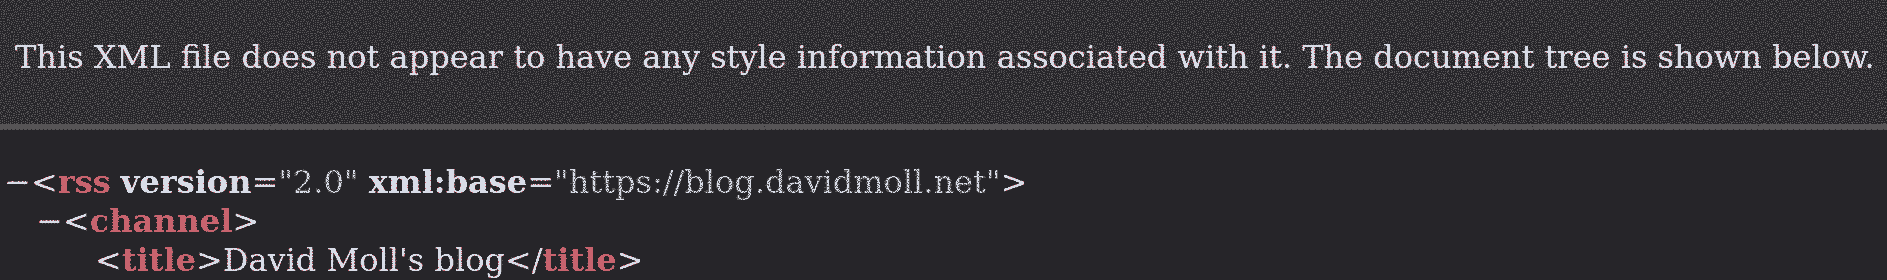 This XML file does not appear to have any style information associated with it. The document tree is shown below.
−<rss version="2.0" xml:base="https://blog.davidmoll.net">
−<channel>
<title>David Moll's blog</title>